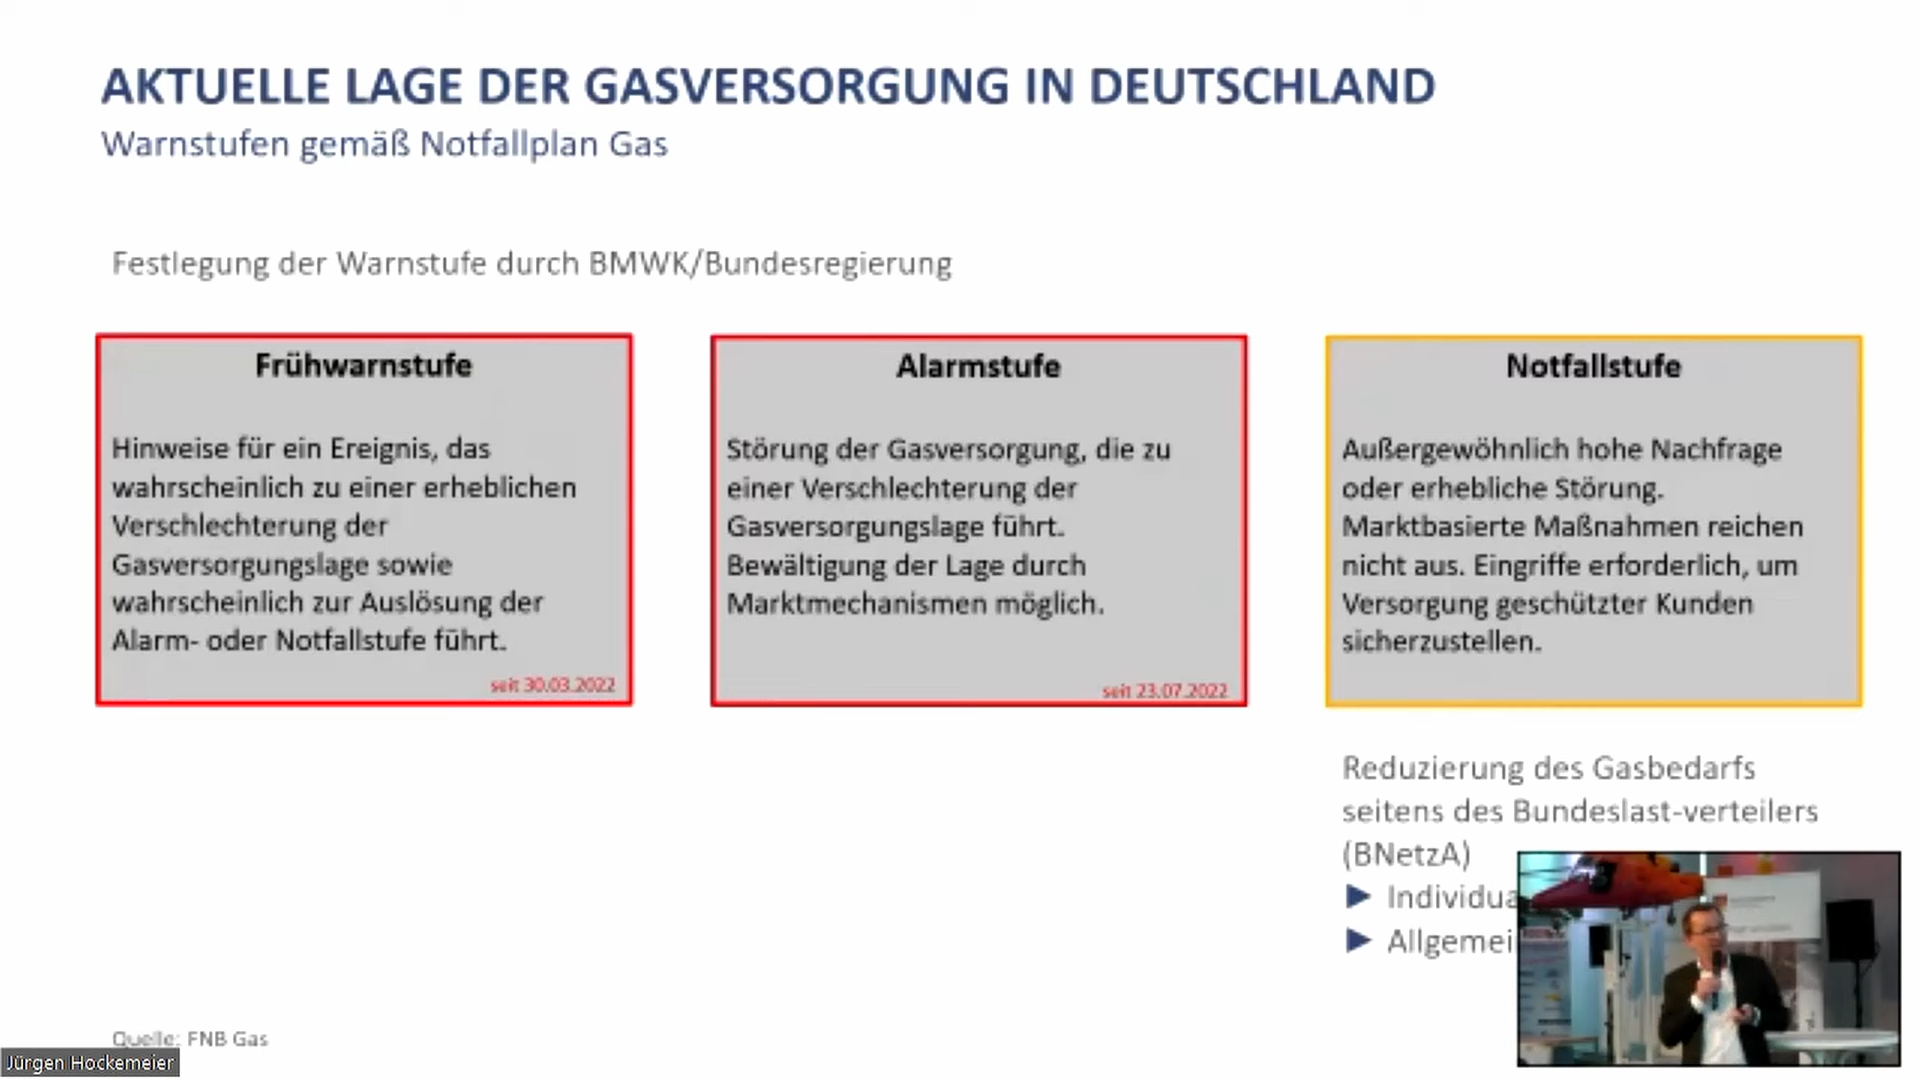 AKTUELLE LAGE DER GASVERSORGUNG IN DEUTSCHLAND
Warnstufen gemäß Notfallplan Gas
Festlegung der Warnstufe durch BMWK/Bundesregierung
Frühwarnstufe
Hinweise für ein Ereignis, das
wahrscheinlich zu einer erheblichen
Verschlechterung der
Gasversorgungslage sowie
wahrscheinlich zur Auslösung der
Alarm- oder Notfallstufe führt.
seit 30.03.2022
Alarmstufe
Störung der Gasversorgung, die zu
einer Verschlechterung der
Gasversorgungslage führt.
Bewältigung der Lage durch
Marktmechanismen möglich.
seit 23.07.2022
Notfallstufe
Außergewöhnlich hohe Nachfrage
oder erhebliche Störung.
Marktbasierte Maßnahmen reichen
nicht aus. Eingriffe erforderlich, um
Versorgung geschützter Kunden
sicherzustellen.
Reduzierung des Gasbedarfs
seitens des Bundeslast-verteilers
(BNetzA)
► Individua
► Allgemei
Quelle: FNB Gas
Jürgen Hockemeier